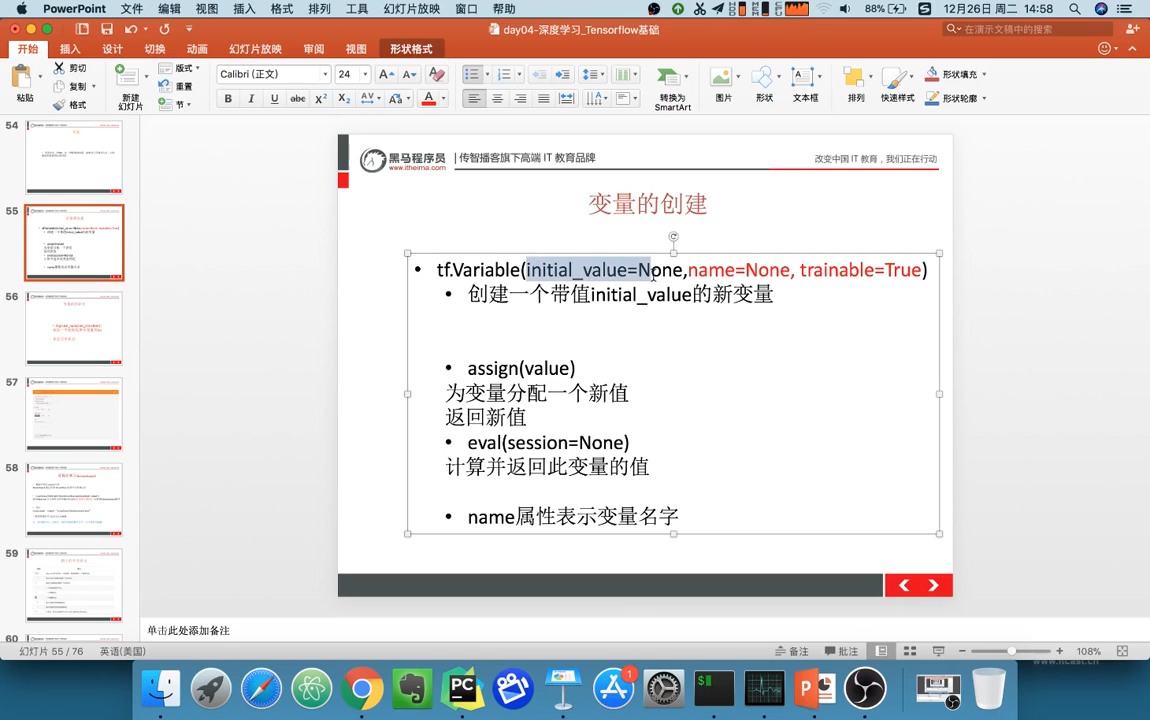 PowerPoint 文件 编辑 视图 插入 格式 排列 工具 幻灯片放映 窗口 帮助 88% 12月26日 周二 14:58
day04-深度学习_Tensorflow基础
在演示文稿中的搜索
开始 插入 设计 切换 动画 幻灯片放映 审阅 视图 形状格式
粘贴
剪切
复制
格式
新建
幻灯片
版式
重置
节
Calibri (正文) 24
转换为
SmartArt
图片
形状
文本框
排列
快速样式
形状填充
形状轮廓
54
55
56
57
58
59
60
黑马程序员
www.itheima.com
传智播客旗下高端 IT 教育品牌
改变中国 IT 教育，我们正在行动
变量的创建
• tf.Variable(initial_value=None,name=None, trainable=True)
• 创建一个带值initial_value的新变量
• assign(value)
为变量分配一个新值
返回新值
• eval(session=None)
计算并返回此变量的值
• name属性表示变量名字
单击此处添加备注
幻灯片 55 / 76 英语(美国)
备注 批注 108%
www.itcast.cn